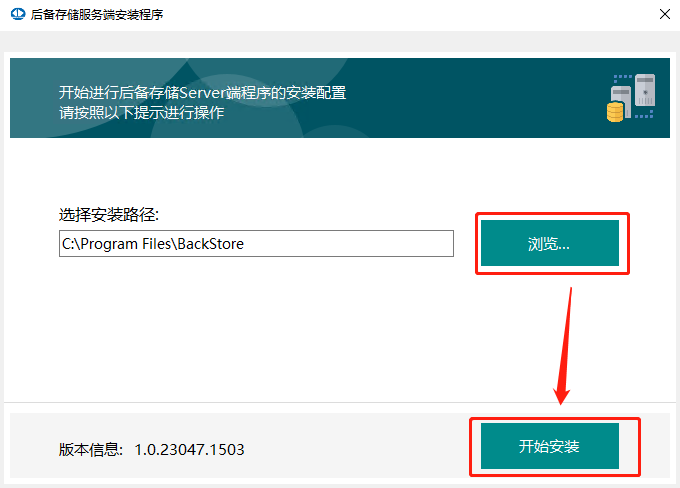 后备存储服务端安装程序
开始进行后备存储Server端程序的安装配置
请按照以下提示进行操作
选择安装路径:
C:\Program Files\BackStore
浏览...
版本信息: 1.0.23047.1503
开始安装